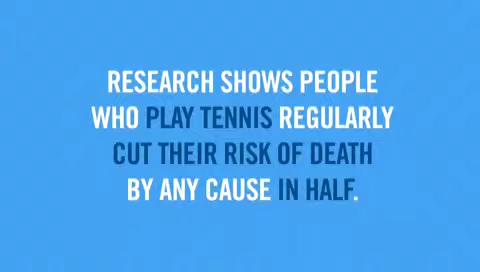 RESEARCH SHOWS PEOPLE
WHO PLAY TENNIS REGULARLY
CUT THEIR RISK OF DEATH
BY ANY CAUSE IN HALF.